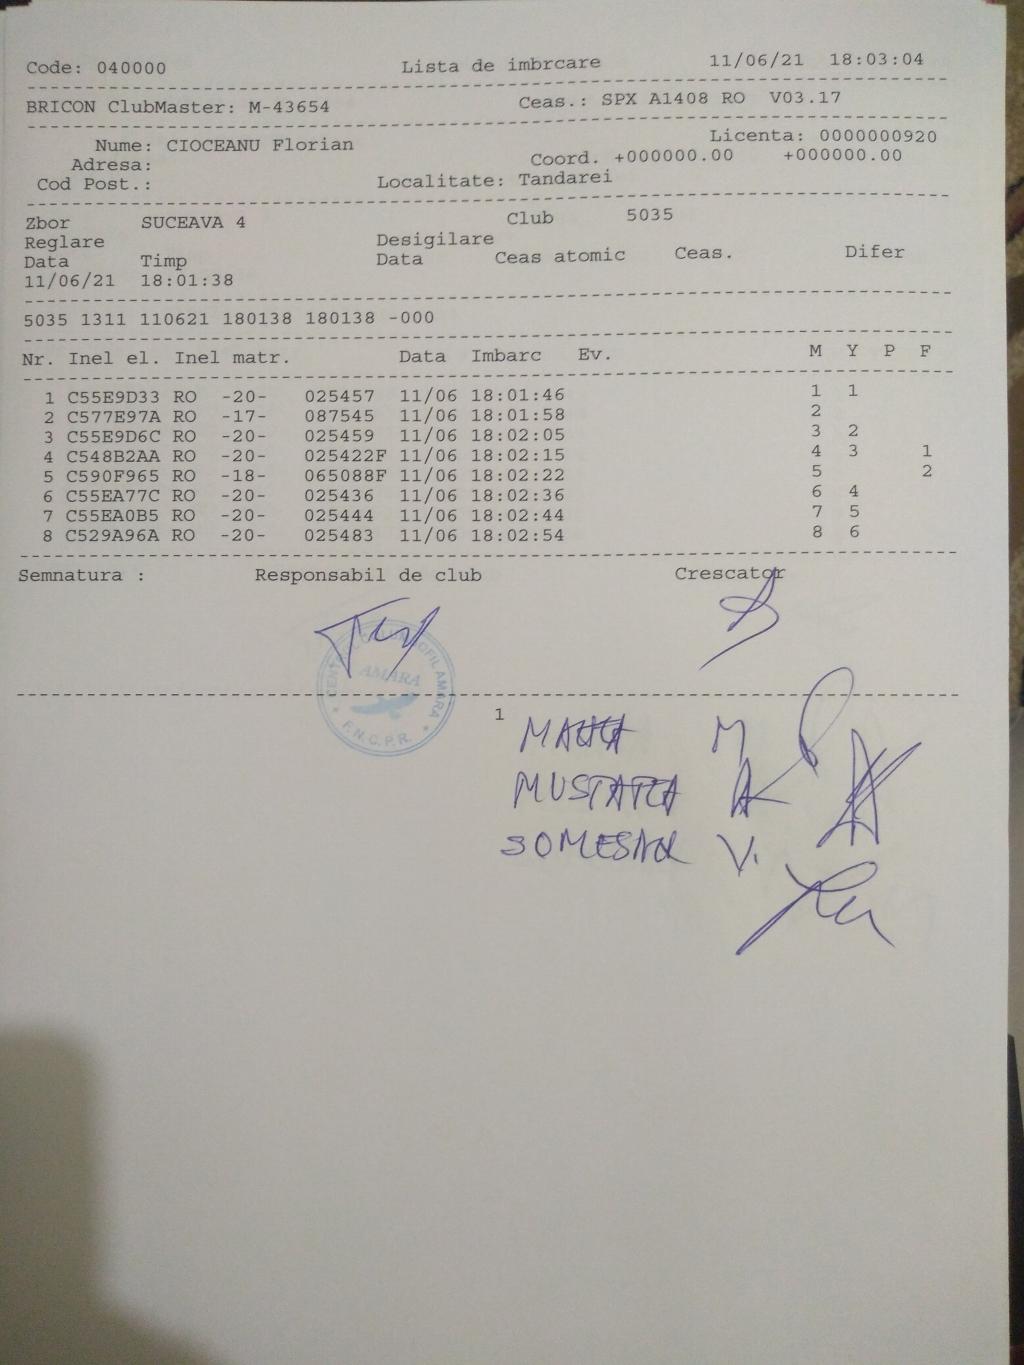 Code: 040000 Lista de imbrcare 11/06/21 18:03:04
BRICON ClubMaster: M-43654 Ceas.: SPX A1408 RO V03.17
Licenta: 0000000920
Nume: CIOCEANU Florian
Adresa: Coord. +000000.00 +000000.00
Cod Post.: Localitate: Tandarei
Zbor SUCEAVA 4 Club 5035
Reglare Desigilare
Data Timp Data Ceas atomic Ceas. Difer
11/06/21 18:01:38
5035 1311 110621 180138 180138 -000
Nr. Inel el. Inel matr. Data Imbarc Ev. M Y P F
1 C55E9D33 RO -20- 025457 11/06 18:01:46 1 1
2 C577E97A RO -17- 087545 11/06 18:01:58 2
3 C55E9D6C RO -20- 025459 11/06 18:02:05 3 2
4 C548B2AA RO -20- 025422F 11/06 18:02:15 4 3 1
5 C590F965 RO -18- 065088F 11/06 18:02:22 5 2
6 C55EA77C RO -20- 025436 11/06 18:02:36 6 4
7 C55EA0B5 RO -20- 025444 11/06 18:02:44 7 5
8 C529A96A RO -20- 025483 11/06 18:02:54 8 6
Semnatura : Responsabil de club Crescator
AMARA
F.N.C.P.R.
1
M
MUSTATEA A
SOMESAN V.